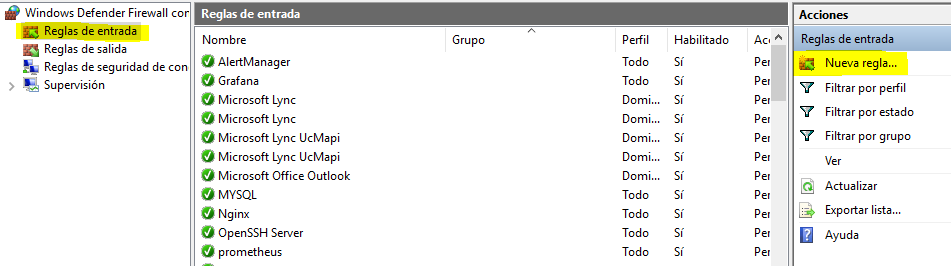 Windows Defender Firewall con
Reglas de entrada
Reglas de salida
Reglas de seguridad de con
Supervisión
Reglas de entrada
Nombre Grupo Perfil Habilitado Acc
AlertManager Todo Sí Per
Grafana Todo Sí Per
Microsoft Lync Domi... Sí Per
Microsoft Lync Domi... Sí Per
Microsoft Lync UcMapi Domi... Sí Per
Microsoft Lync UcMapi Domi... Sí Per
Microsoft Office Outlook Domi... Sí Per
MYSQL Todo Sí Per
Nginx Todo Sí Per
OpenSSH Server Todo Sí Per
prometheus Todo Sí Per
Acciones
Reglas de entrada
Nueva regla...
Filtrar por perfil
Filtrar por estado
Filtrar por grupo
Ver
Actualizar
Exportar lista...
Ayuda